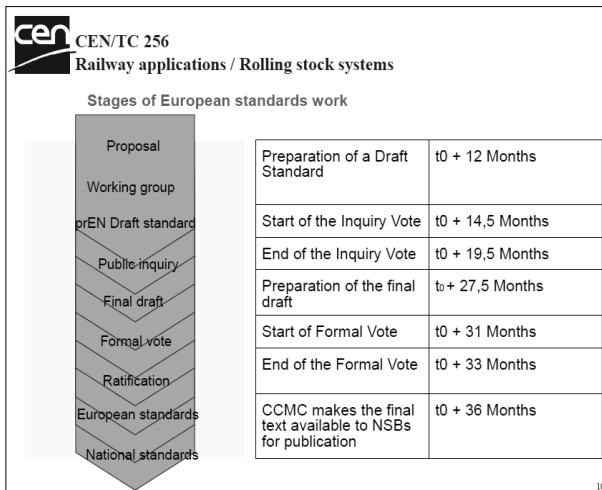 cen
CEN/TC 256
Railway applications / Rolling stock systems
Stages of European standards work
Proposal
Working group
prEN Draft standard
Public inquiry
Final draft
Formal vote
Ratification
European standards
National standards
Preparation of a Draft
Standard
t0 + 12 Months
Start of the Inquiry Vote
t0 + 14,5 Months
End of the Inquiry Vote
t0 + 19,5 Months
Preparation of the final
draft
t₀ + 27,5 Months
Start of Formal Vote
t0 + 31 Months
End of the Formal Vote
t0 + 33 Months
CCMC makes the final
text available to NSBs
for publication
t0 + 36 Months